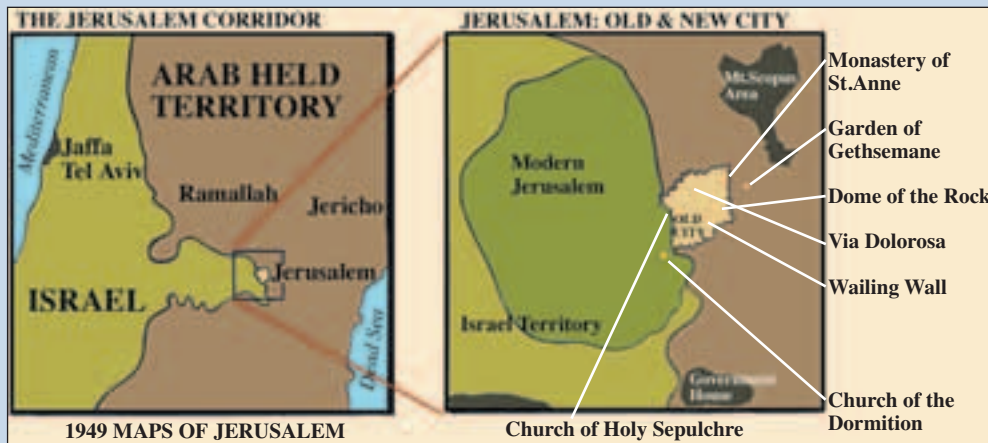 THE JERUSALEM CORRIDOR
Mediterranean
ARAB HELD
TERRITORY
Jaffa
Tel Aviv
Ramallah
Jericho
Jerusalem
ISRAEL
Dead Sea
1949 MAPS OF JERUSALEM
JERUSALEM: OLD & NEW CITY
Mt. Scopus
Area
Modern
Jerusalem
OLD
CITY
Israel Territory
Government
House
Church of Holy Sepulchre
Monastery of
St.Anne
Garden of
Gethsemane
Dome of the Rock
Via Dolorosa
Wailing Wall
Church of the
Dormition